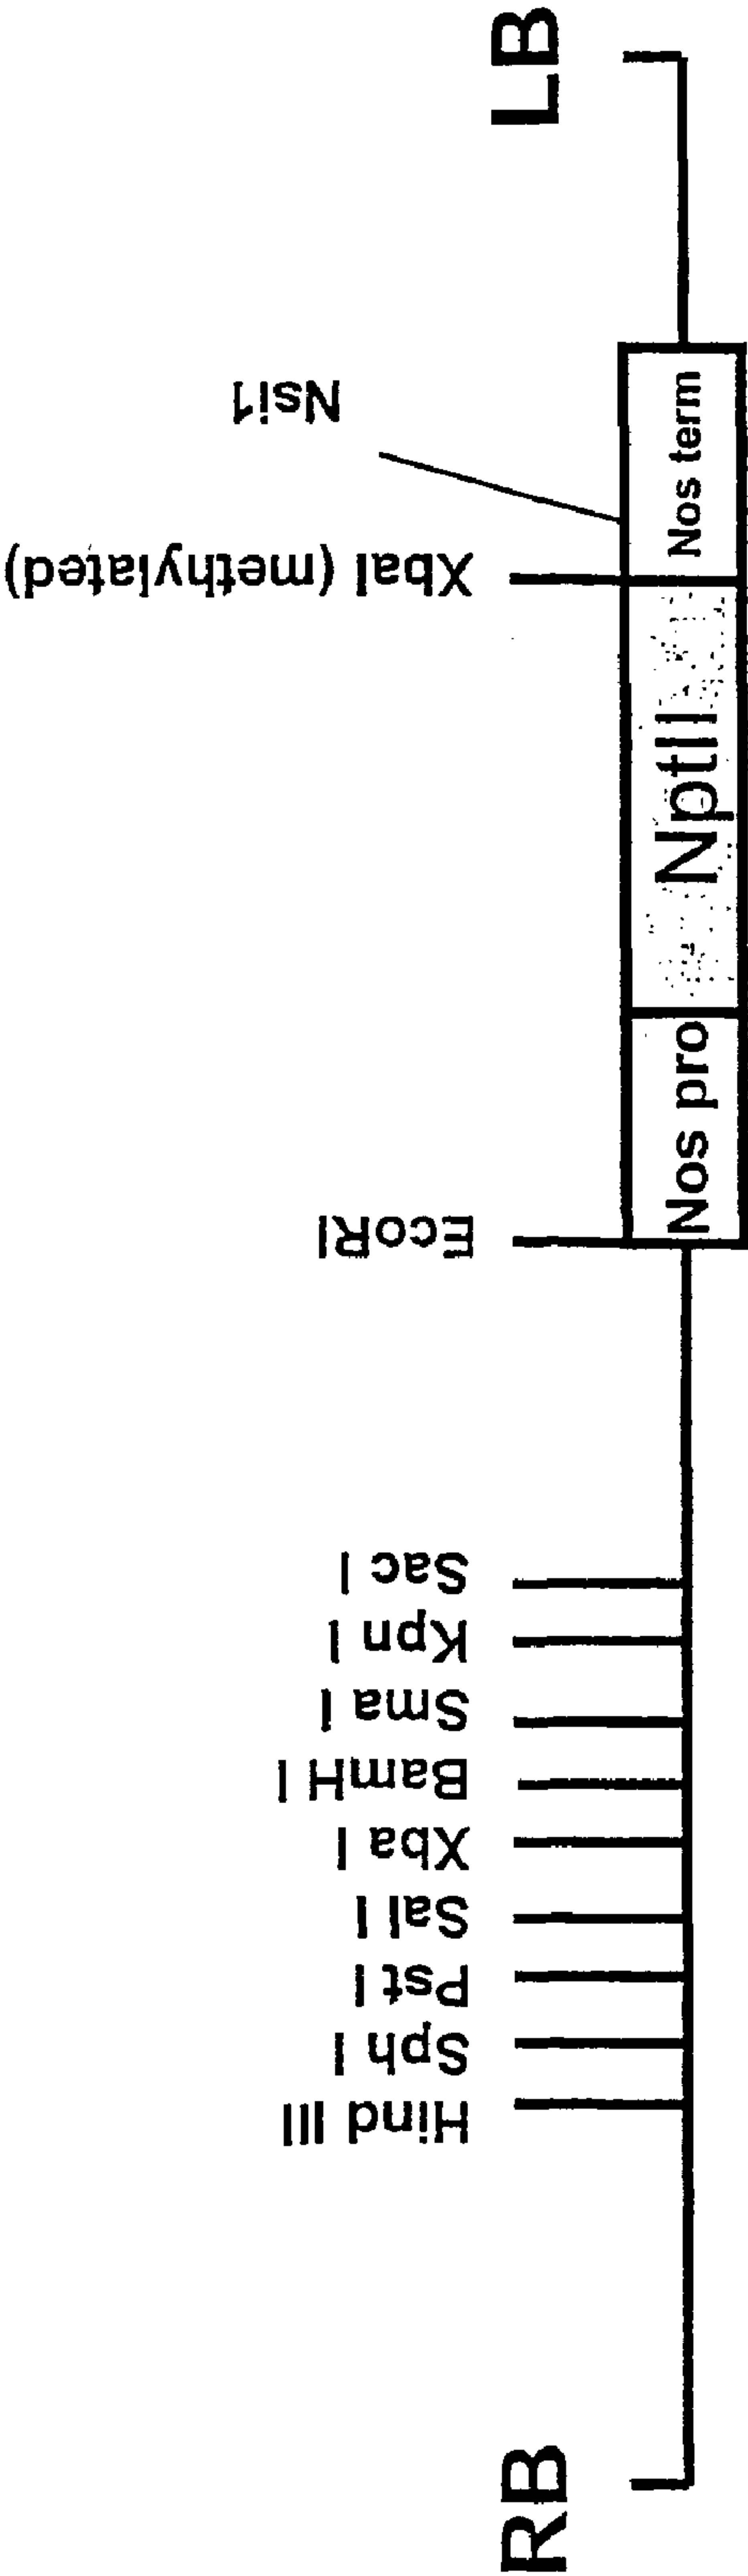 RB
Hind III
Sph I
Pst I
Sal I
Xba I
BamH I
Sma I
Kpn I
Sac I
EcoRI
XbaI (methylated)
Nsi1
Nos pro
NptII
Nos term
LB